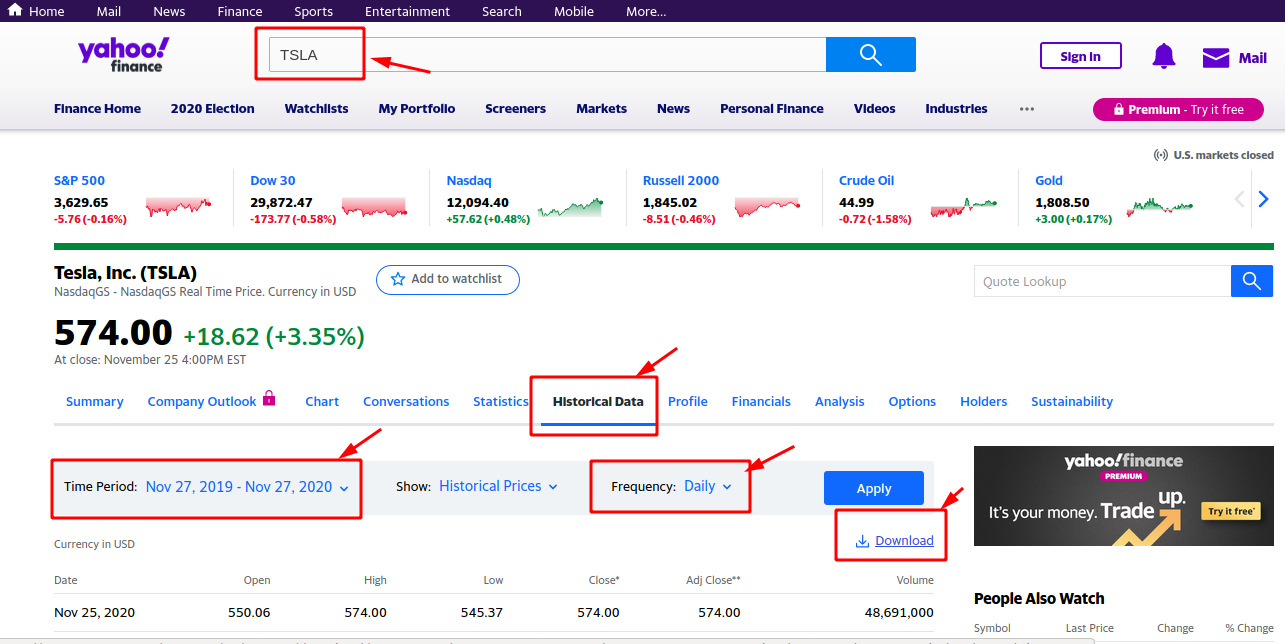 Home Mail News Finance Sports Entertainment Search Mobile More...
yahoo!
finance
TSLA
Sign In
Mail
Finance Home 2020 Election Watchlists My Portfolio Screeners Markets News Personal Finance Videos Industries ••• Premium - Try it free
U.S. markets closed
S&P 500 Dow 30 Nasdaq Russell 2000 Crude Oil Gold
3,629.65 29,872.47 12,094.40 1,845.02 44.99 1,808.50
-5.76 (-0.16%) -173.77 (-0.58%) +57.62 (+0.48%) -8.51 (-0.46%) -0.72 (-1.58%) +3.00 (+0.17%)
Tesla, Inc. (TSLA)
NasdaqGS - NasdaqGS Real Time Price. Currency in USD
Add to watchlist
Quote Lookup
574.00 +18.62 (+3.35%)
At close: November 25 4:00PM EST
Summary Company Outlook Chart Conversations Statistics Historical Data Profile Financials Analysis Options Holders Sustainability
Time Period: Nov 27, 2019 - Nov 27, 2020 Show: Historical Prices Frequency: Daily Apply
Currency in USD Download
Date Open High Low Close* Adj Close** Volume
Nov 25, 2020 550.06 574.00 545.37 574.00 574.00 48,691,000
yahoo!finance
PREMIUM
It's your money. Trade up.
Try it free*
People Also Watch
Symbol Last Price Change % Change